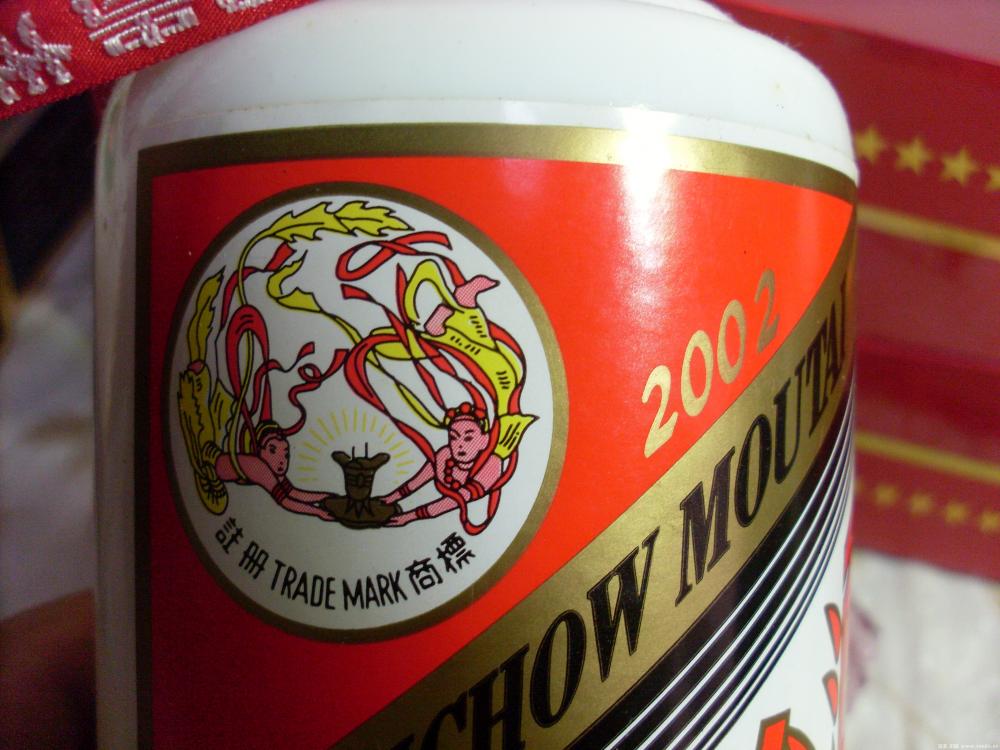 2002
CHOW MOUTAI
註冊 TRADE MARK 商標